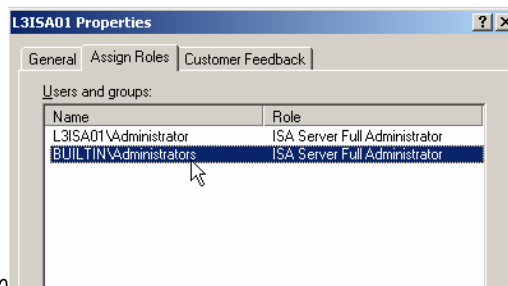 L3ISA01 Properties
General Assign Roles Customer Feedback
Users and groups:
Name Role
L3ISA01\Administrator ISA Server Full Administrator
BUILTIN\Administrators ISA Server Full Administrator